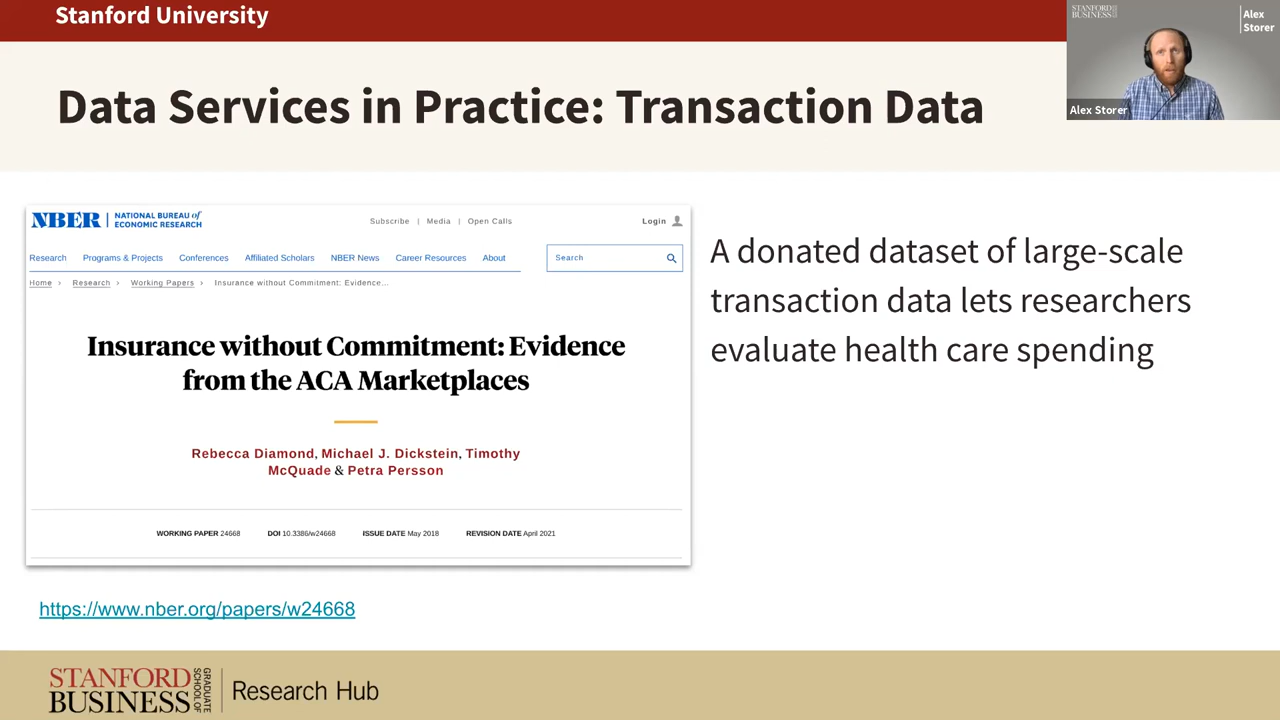 Stanford University
STANFORD
BUSINESS
Alex
Storer
Alex Storer
Data Services in Practice: Transaction Data
NBER | NATIONAL BUREAU of
ECONOMIC RESEARCH
Subscribe | Media | Open Calls
Login
Research Programs & Projects Conferences Affiliated Scholars NBER News Career Resources About
Search
Home › Research › Working Papers › Insurance without Commitment: Evidence...
Insurance without Commitment: Evidence
from the ACA Marketplaces
Rebecca Diamond, Michael J. Dickstein, Timothy
McQuade & Petra Persson
WORKING PAPER 24668 DOI 10.3386/w24668 ISSUE DATE May 2018 REVISION DATE April 2021
A donated dataset of large-scale
transaction data lets researchers
evaluate health care spending
https://www.nber.org/papers/w24668
STANFORD
BUSINESS
GRADUATE
SCHOOL OF
Research Hub